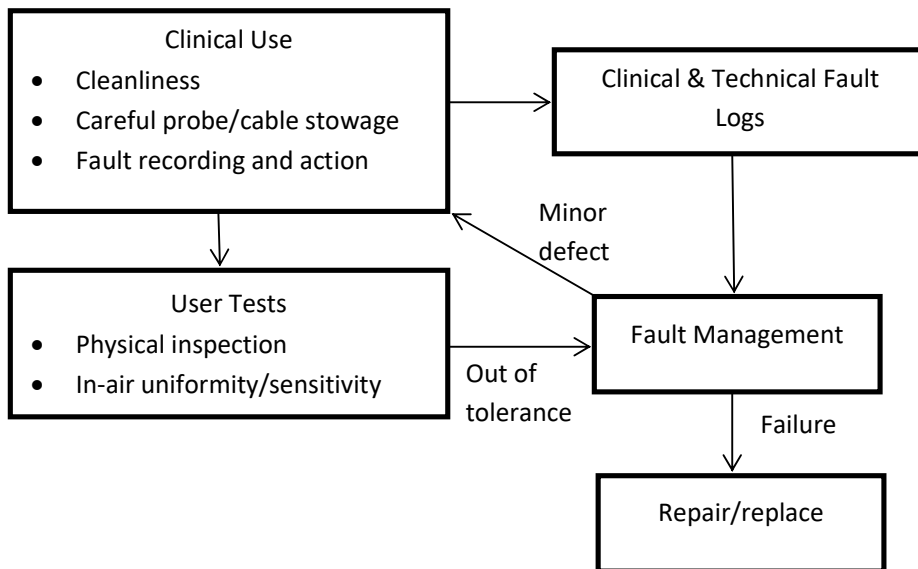 Clinical Use
• Cleanliness
• Careful probe/cable stowage
• Fault recording and action
Clinical & Technical Fault
Logs
Minor
defect
User Tests
• Physical inspection
• In-air uniformity/sensitivity
Out of
tolerance
Fault Management
Failure
Repair/replace